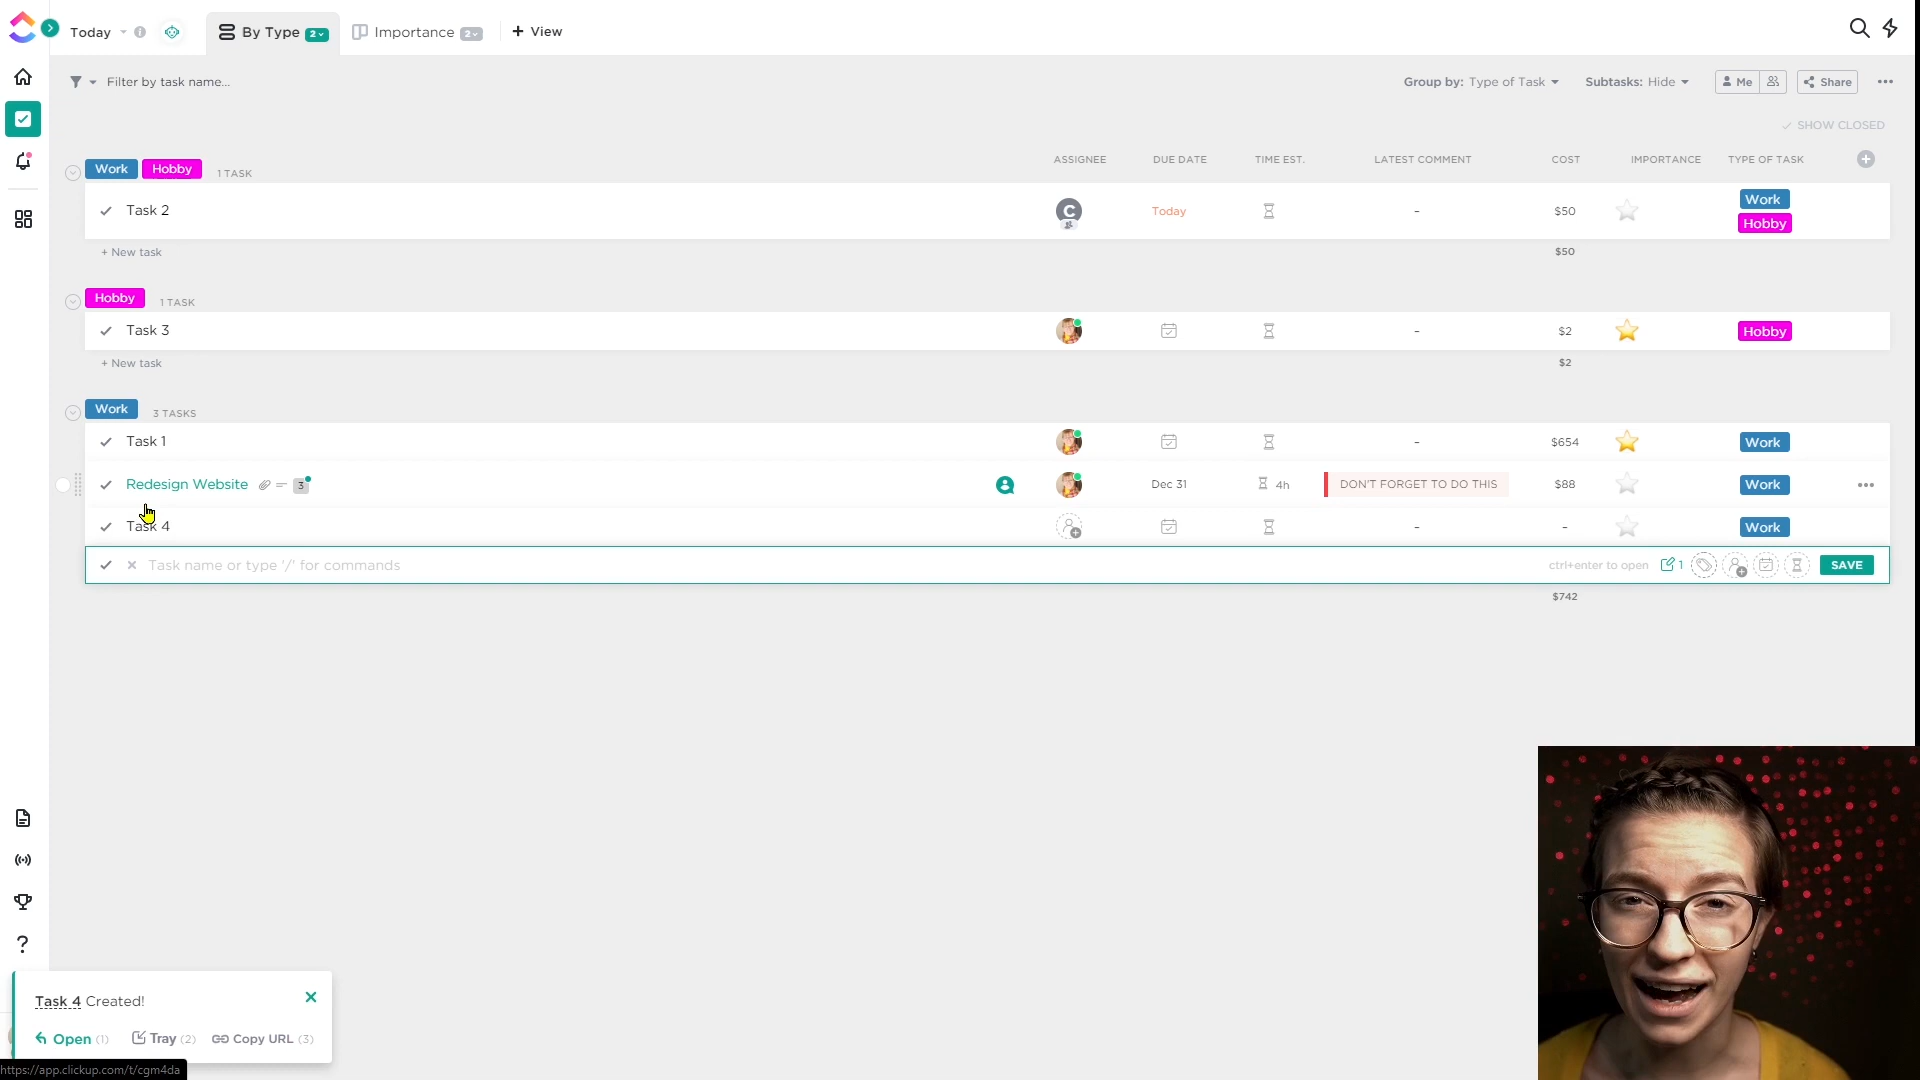 Today
By Type 2
Importance 2
+ View
Filter by task name...
Group by: Type of Task
Subtasks: Hide
Me
Share
SHOW CLOSED
Work Hobby 1 TASK
ASSIGNEE DUE DATE TIME EST. LATEST COMMENT COST IMPORTANCE TYPE OF TASK
Task 2 C Today – $50 Work
Hobby
+ New task $50
Hobby 1 TASK
Task 3 – $2 Hobby
+ New task $2
Work 3 TASKS
Task 1 – $654 Work
Redesign Website 3 Dec 31 4h DON'T FORGET TO DO THIS $88 Work
Task 4 – – Work
Task name or type '/' for commands ctrl+enter to open 1 SAVE
$742
Task 4 Created!
Open (1) Tray (2) Copy URL (3)
https://app.clickup.com/t/cgm4da